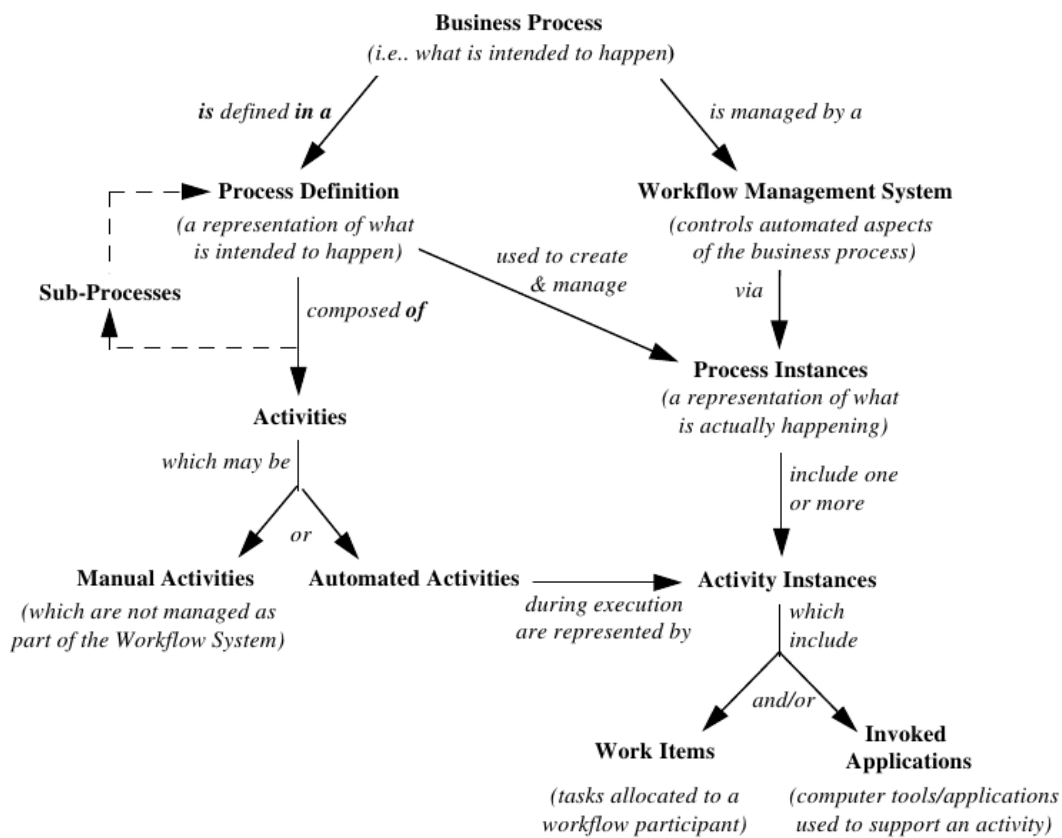 Business Process
(i.e.. what is intended to happen)
is defined in a
is managed by a
Process Definition
(a representation of what
is intended to happen)
Workflow Management System
(controls automated aspects
of the business process)
used to create
& manage
via
Sub-Processes
composed of
Process Instances
(a representation of what
is actually happening)
Activities
which may be
include one
or more
or
Manual Activities
(which are not managed as
part of the Workflow System)
Automated Activities
during execution
are represented by
Activity Instances
which
include
and/or
Work Items
(tasks allocated to a
workflow participant)
Invoked
Applications
(computer tools/applications
used to support an activity)